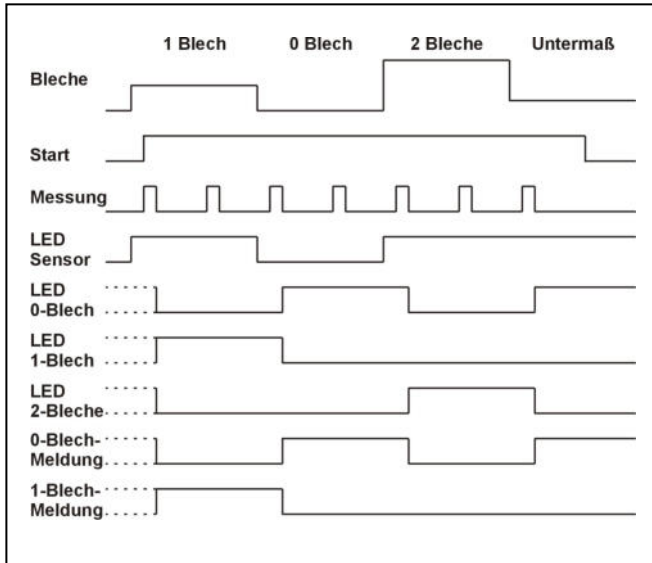 1 Blech 0 Blech 2 Bleche Untermaß
Bleche
Start
Messung
LED
Sensor
LED
0-Blech
LED
1-Blech
LED
2-Bleche
0-Blech-
Meldung
1-Blech-
Meldung